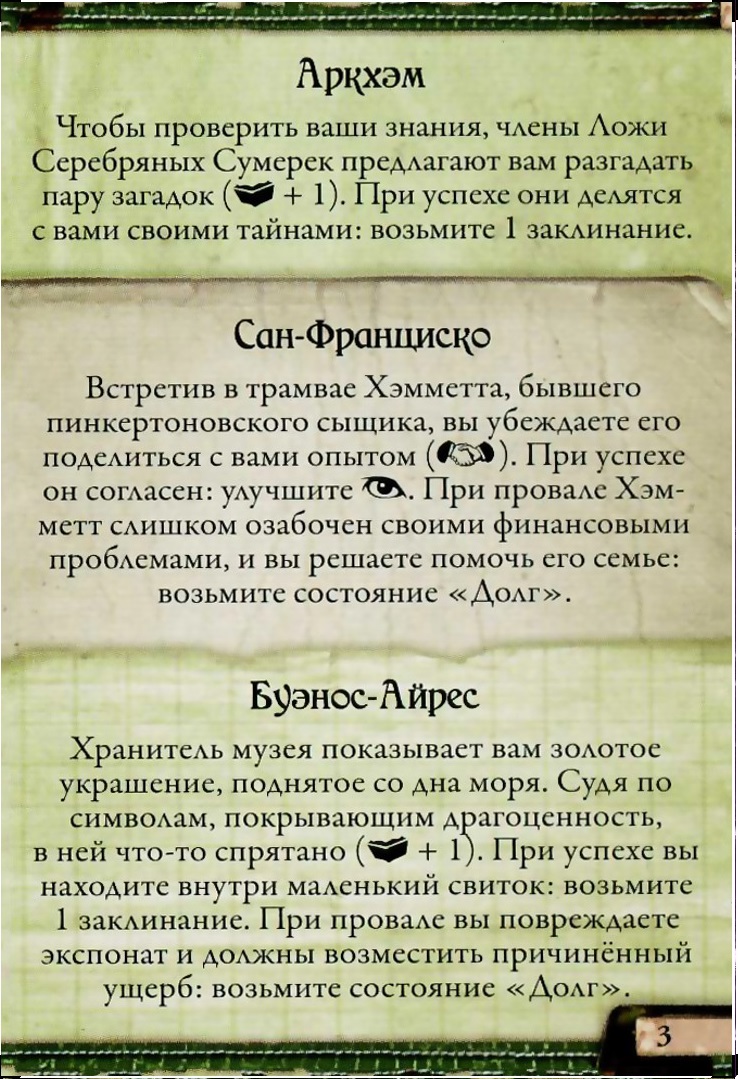 Аркхэм
Чтобы проверить ваши знания, члены Ложи
Серебряных Сумерек предлагают вам разгадать
пару загадок ( + 1). При успехе они делятся
с вами своими тайнами: возьмите 1 заклинание.
Сан-Франциско
Встретив в трамвае Хэмметта, бывшего
пинкертоновского сыщика, вы убеждаете его
поделиться с вами опытом ( ). При успехе
он согласен: улучшите . При провале Хэм-
метт слишком озабочен своими финансовыми
проблемами, и вы решаете помочь его семье:
возьмите состояние «Долг».
Буэнос-Айрес
Хранитель музея показывает вам золотое
украшение, поднятое со дна моря. Судя по
символам, покрывающим драгоценность,
в ней что-то спрятано ( + 1). При успехе вы
находите внутри маленький свиток: возьмите
1 заклинание. При провале вы повреждаете
экспонат и должны возместить причинённый
ущерб: возьмите состояние «Долг».
3